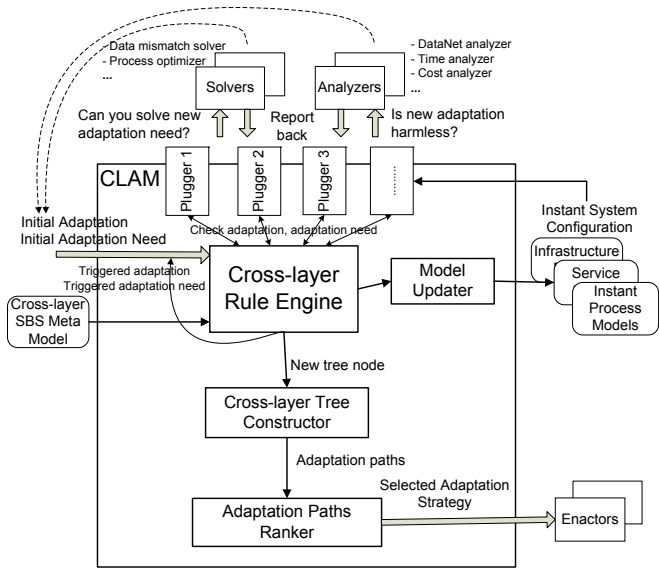 - Data mismatch solver
- Process optimizer
...
- DataNet analyzer
- Time analyzer
- Cost analyzer
...
Solvers
Analyzers
Can you solve new
adaptation need?
Report
back
Is new adaptation
harmless?
CLAM
Plugger 1
Plugger 2
Plugger 3
.........
Check adaptation, adaptation need
Initial Adaptation
Initial Adaptation Need
Triggered adaptation
Triggered adaptation need
Cross-layer
Rule Engine
Model
Updater
Instant System
Configuration
Infrastructure
Service
Instant
Process
Models
Cross-layer
SBS Meta
Model
New tree node
Cross-layer Tree
Constructor
Adaptation paths
Adaptation Paths
Ranker
Selected Adaptation
Strategy
Enactors